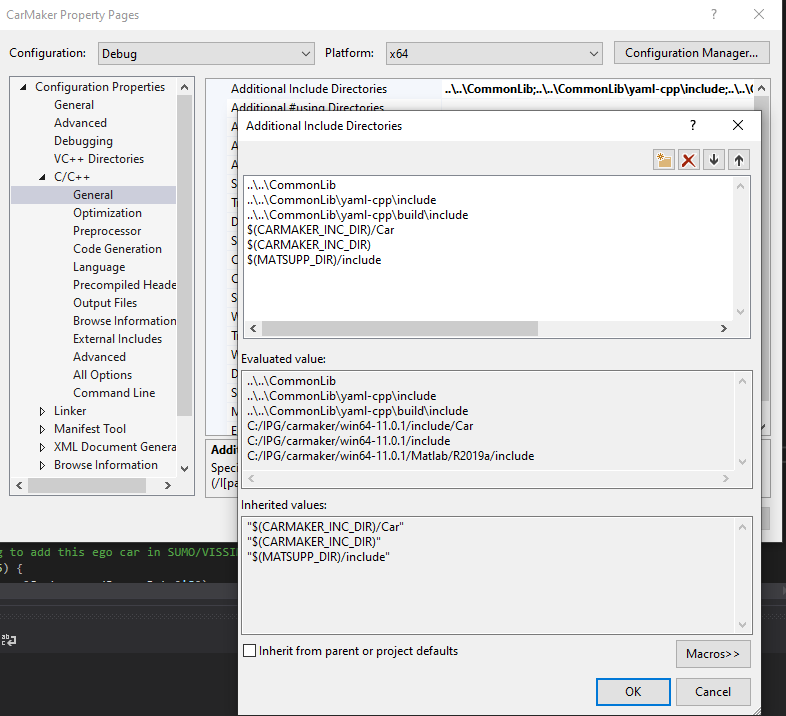 CarMaker Property Pages
?
Configuration:
Debug
Platform:
x64
Configuration Manager...
Configuration Properties
General
Advanced
Debugging
VC++ Directories
C/C++
General
Optimization
Preprocessor
Code Generation
Language
Precompiled Heade
Output Files
Browse Information
External Includes
Advanced
All Options
Command Line
Linker
Manifest Tool
XML Document Genera
Browse Information
Additional Include Directories
..\..\CommonLib;..\..\CommonLib\yaml-cpp\include;..\..\C
Additional #using Directories
Addi
Speci
(/I[pa
Additional Include Directories
?
..\..\CommonLib
..\..\CommonLib\yaml-cpp\include
..\..\CommonLib\yaml-cpp\build\include
$(CARMAKER_INC_DIR)/Car
$(CARMAKER_INC_DIR)
$(MATSUPP_DIR)/include
Evaluated value:
..\..\CommonLib
..\..\CommonLib\yaml-cpp\include
..\..\CommonLib\yaml-cpp\build\include
C:/IPG/carmaker/win64-11.0.1/include/Car
C:/IPG/carmaker/win64-11.0.1/include
C:/IPG/carmaker/win64-11.0.1/Matlab/R2019a/include
Inherited values:
"$(CARMAKER_INC_DIR)/Car"
"$(CARMAKER_INC_DIR)"
"$(MATSUPP_DIR)/include"
Inherit from parent or project defaults
Macros>>
OK
Cancel
g to add this ego car in SUMO/VISSI
) {